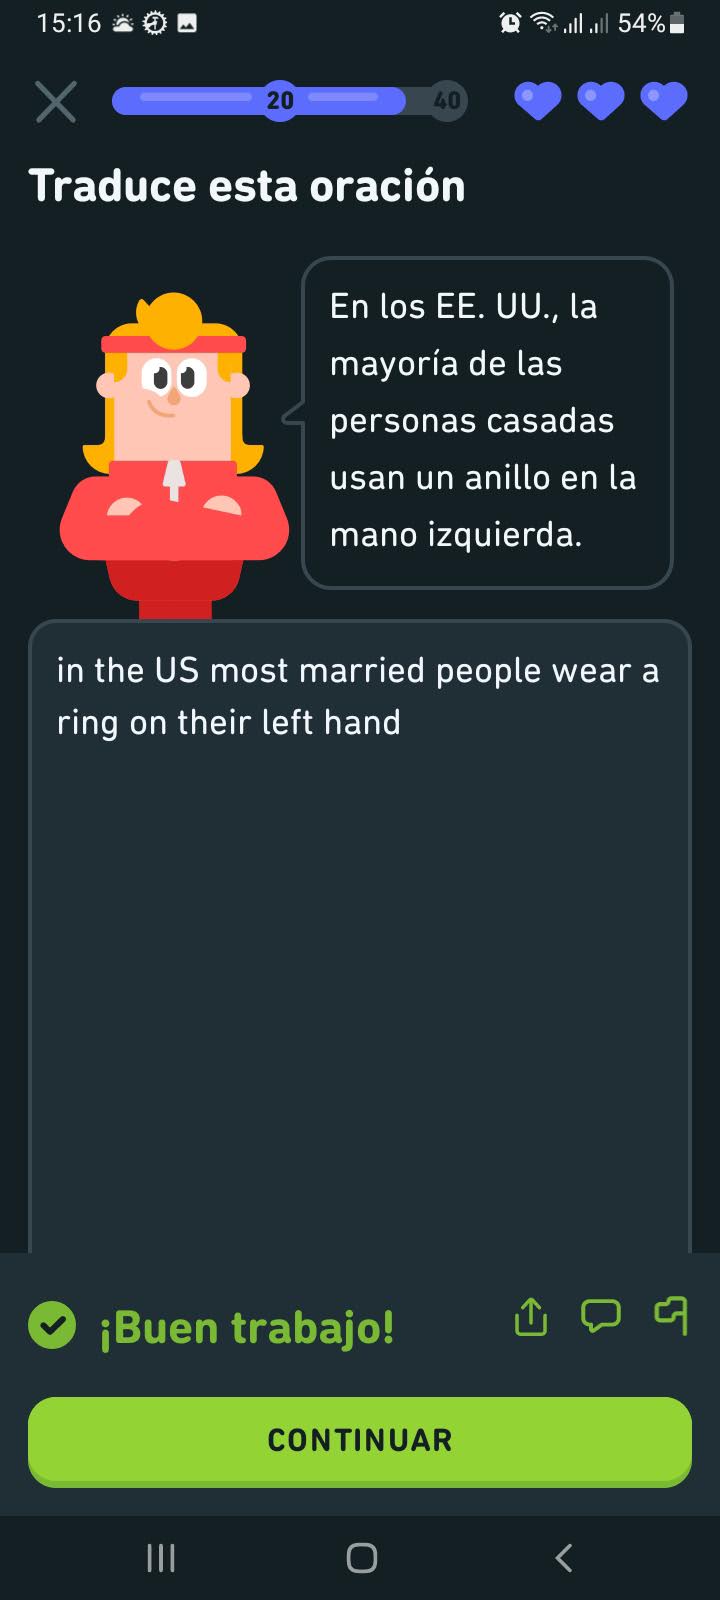 15:16 54%
20 40
Traduce esta oración
En los EE. UU., la
mayoría de las
personas casadas
usan un anillo en la
mano izquierda.
in the US most married people wear a
ring on their left hand
¡Buen trabajo!
CONTINUAR